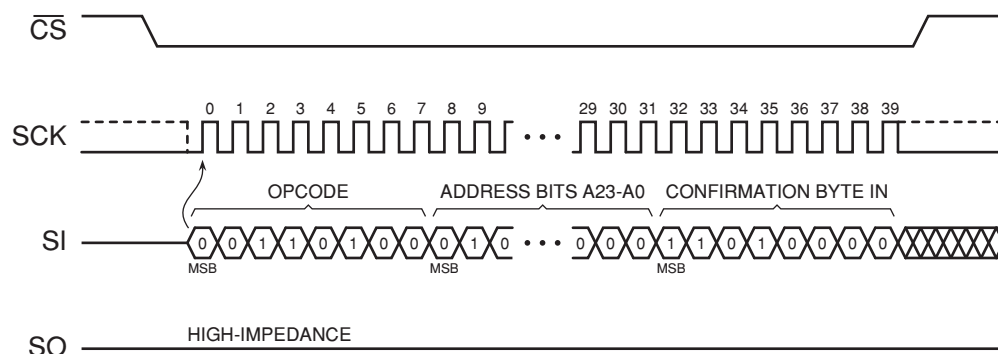 CS
0 1 2 3 4 5 6 7 8 9 29 30 31 32 33 34 35 36 37 38 39
SCK
OPCODE ADDRESS BITS A23-A0 CONFIRMATION BYTE IN
SI 0 0 1 1 0 1 0 0 0 1 0 0 0 0 1 1 0 1 0 0 0 0
MSB MSB MSB
HIGH-IMPEDANCE
SO